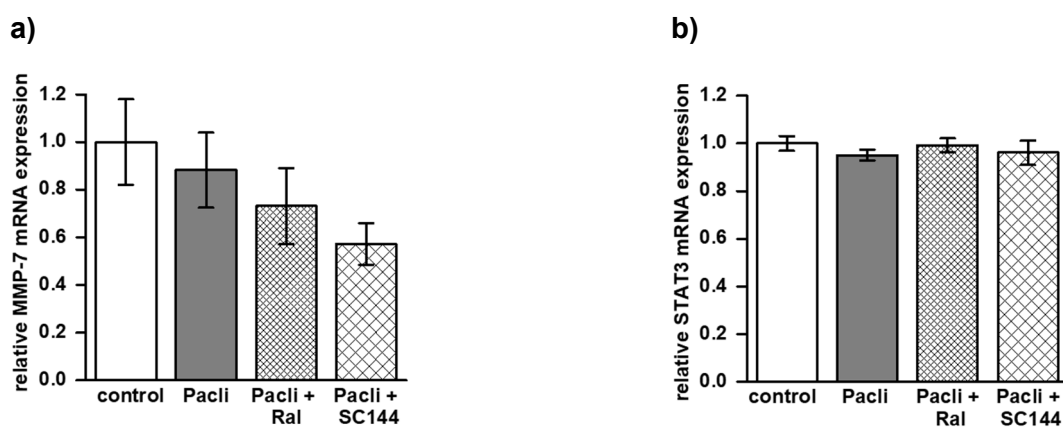 a)
relative MMP-7 mRNA expression
1.2
1.0
0.8
0.6
0.4
0.2
0.0
control Pacli Pacli + Pacli +
Ral SC144
b)
relative STAT3 mRNA expression
1.2
1.0
0.8
0.6
0.4
0.2
0.0
control Pacli Pacli + Pacli +
Ral SC144